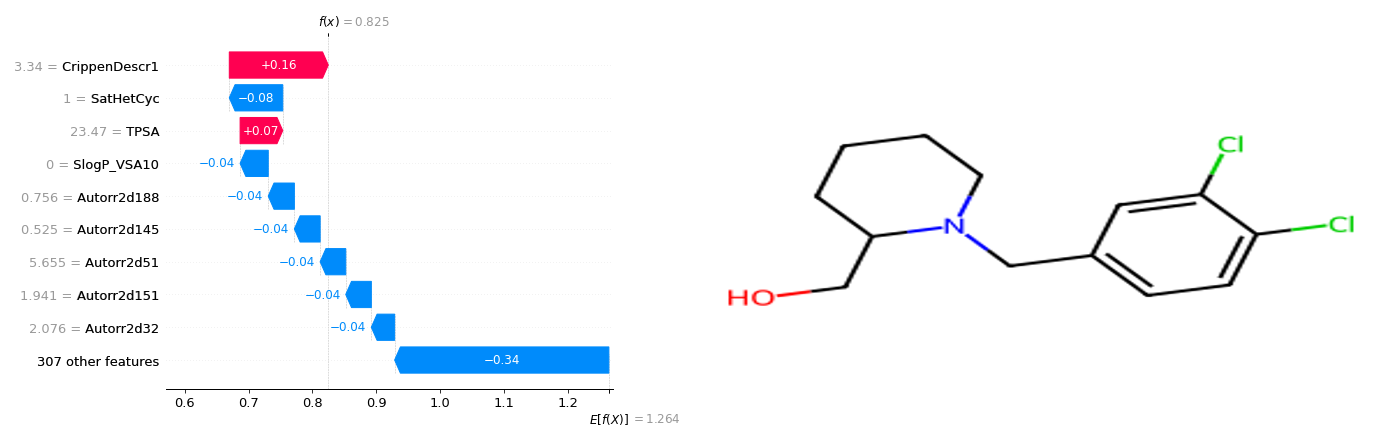 f(x) = 0.825
3.34 = CrippenDescr1
+0.16
1 = SatHetCyc
−0.08
23.47 = TPSA
+0.07
0 = SlogP_VSA10
−0.04
0.756 = Autorr2d188
−0.04
0.525 = Autorr2d145
−0.04
5.655 = Autorr2d51
−0.04
1.941 = Autorr2d151
−0.04
2.076 = Autorr2d32
−0.04
307 other features
−0.34
0.6 0.7 0.8 0.9 1.0 1.1 1.2
E[f(X)] = 1.264
Cl
Cl
N
HO